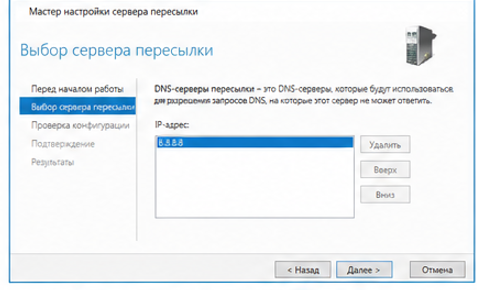 Мастер настройки сервера пересылки
Выбор сервера пересылки
Перед началом работы
Выбор сервера пересылки
Проверка конфигурации
Подтверждение
Результаты
DNS-серверы пересылки – это DNS-серверы, которые будут использоваться
для разрешения запросов DNS, на которые этот сервер не может ответить.
IP-адрес:
8.8.8.8
Удалить
Вверх
Вниз
< Назад
Далее >
Отмена